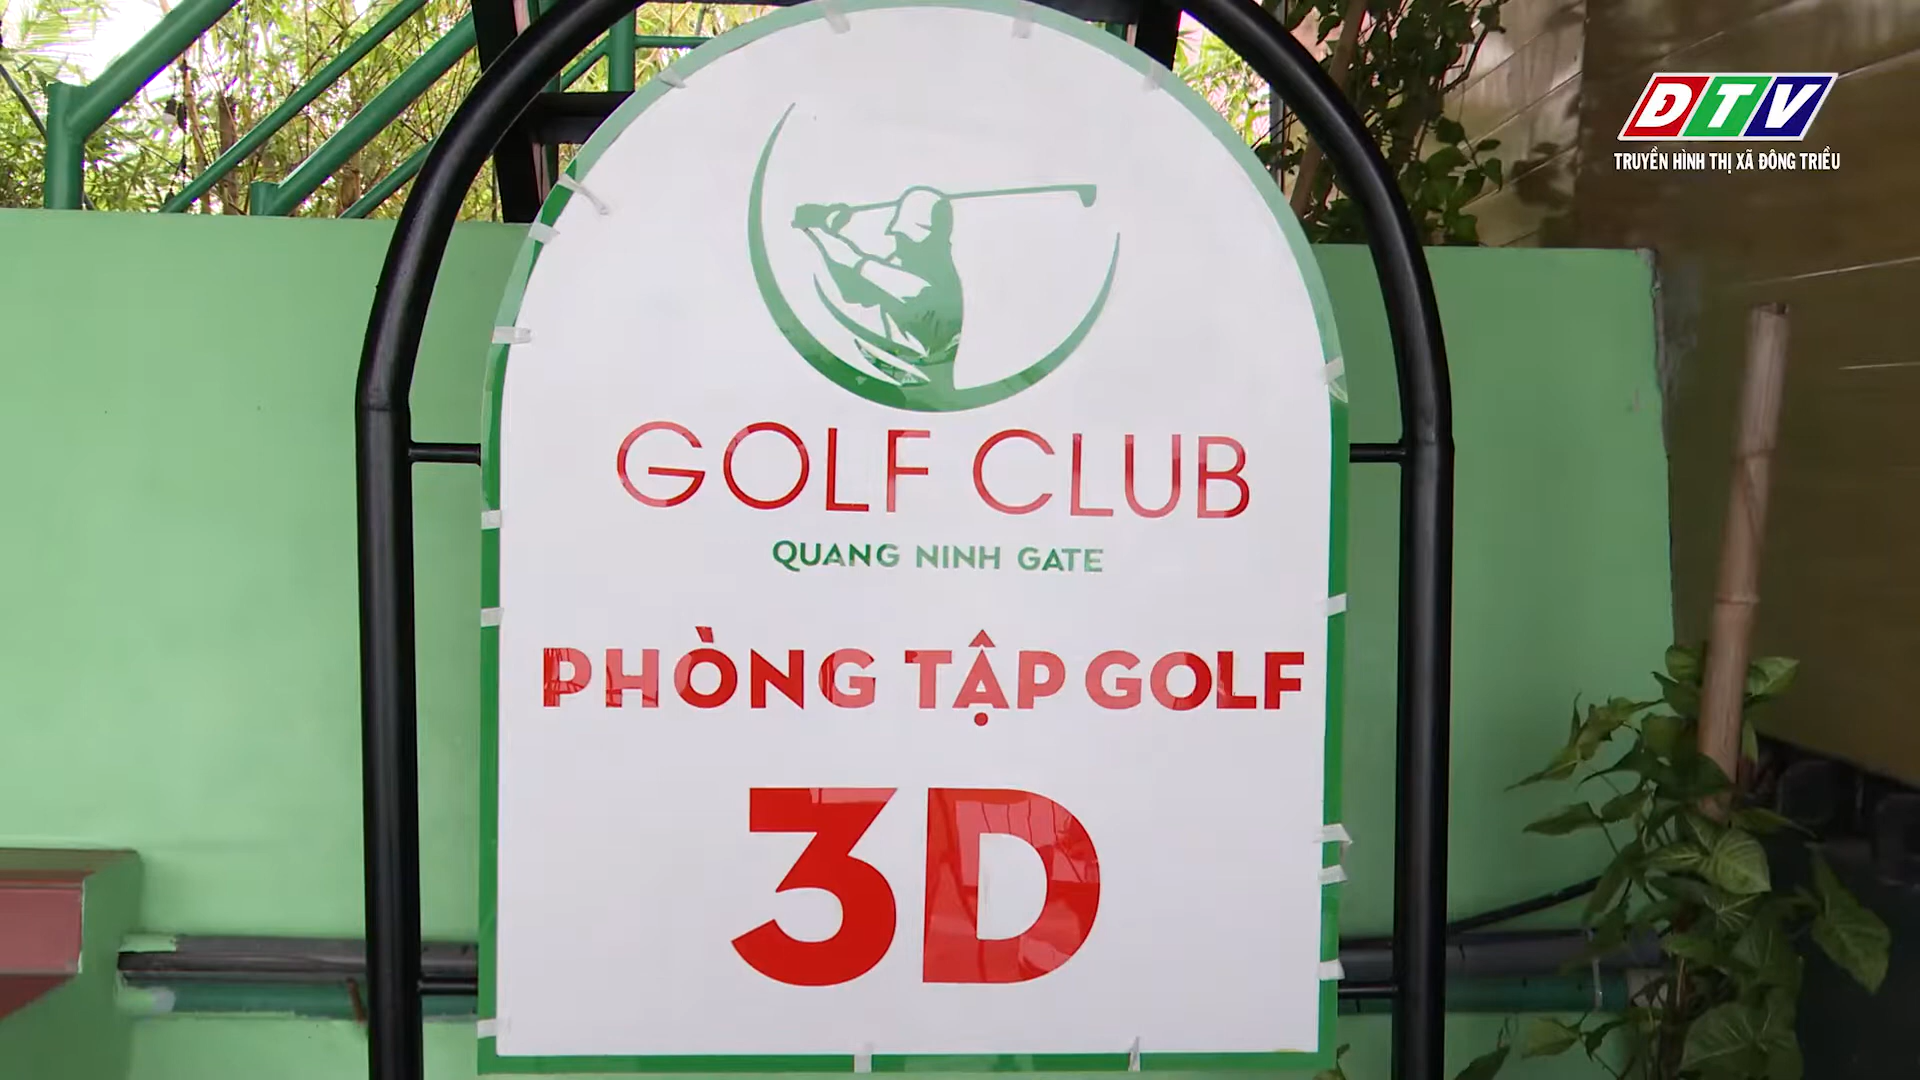 ĐTV
TRUYỀN HÌNH THỊ XÃ ĐÔNG TRIỀU
GOLF CLUB
QUANG NINH GATE
PHÒNG TẬP GOLF
3D